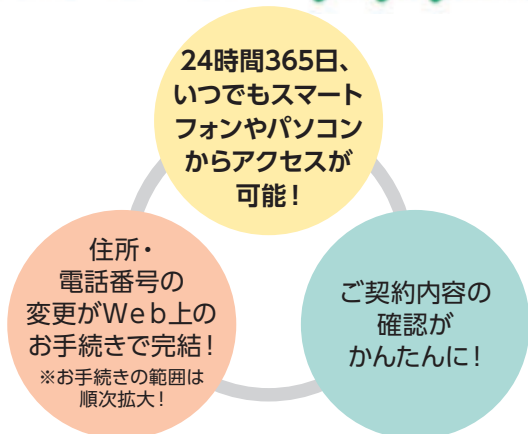 24時間365日、
いつでもスマート
フォンやパソコン
からアクセスが
可能！
住所・
電話番号の
変更がWeb上の
お手続きで完結！
※お手続きの範囲は
順次拡大！
ご契約内容の
確認が
かんたんに！